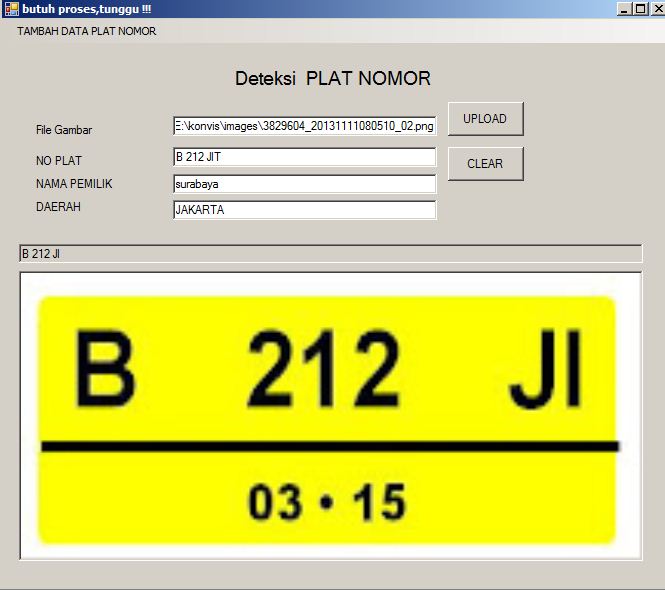 butuh proses,tunggu !!!
TAMBAH DATA PLAT NOMOR
Deteksi PLAT NOMOR
File Gambar
E:\konvis\images\3829604_20131111080510_02.png
UPLOAD
NO PLAT
B 212 JIT
CLEAR
NAMA PEMILIK
surabaya
DAERAH
JAKARTA
B 212 JI
B 212 JI
03 • 15